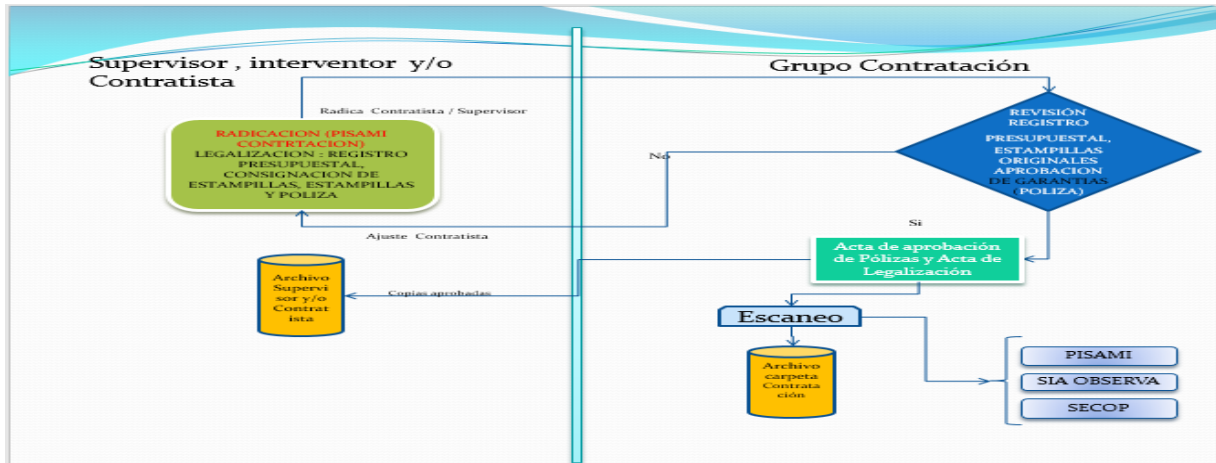 Supervisor , interventor y/o
Contratista
Grupo Contratación
Radica Contratista / Supervisor
RADICACION (PISAMI
CONTRTACION)
LEGALIZACION : REGISTRO
PRESUPUESTAL,
CONSIGNACION DE
ESTAMPILLAS, ESTAMPILLAS
Y POLIZA
REVISIÓN
REGISTRO
PRESUPUESTAL,
ESTAMPILLAS
ORIGINALES
APROBACION
DE GARANTIAS
(POLIZA)
No
Ajuste Contratista
Si
Acta de aprobación
de Pólizas y Acta de
Legalización
Archivo
Supervi
sor y/o
Contrat
ista
Copias aprobadas
Escaneo
Archivo
carpeta
Contrata
ción
PISAMI
SIA OBSERVA
SECOP